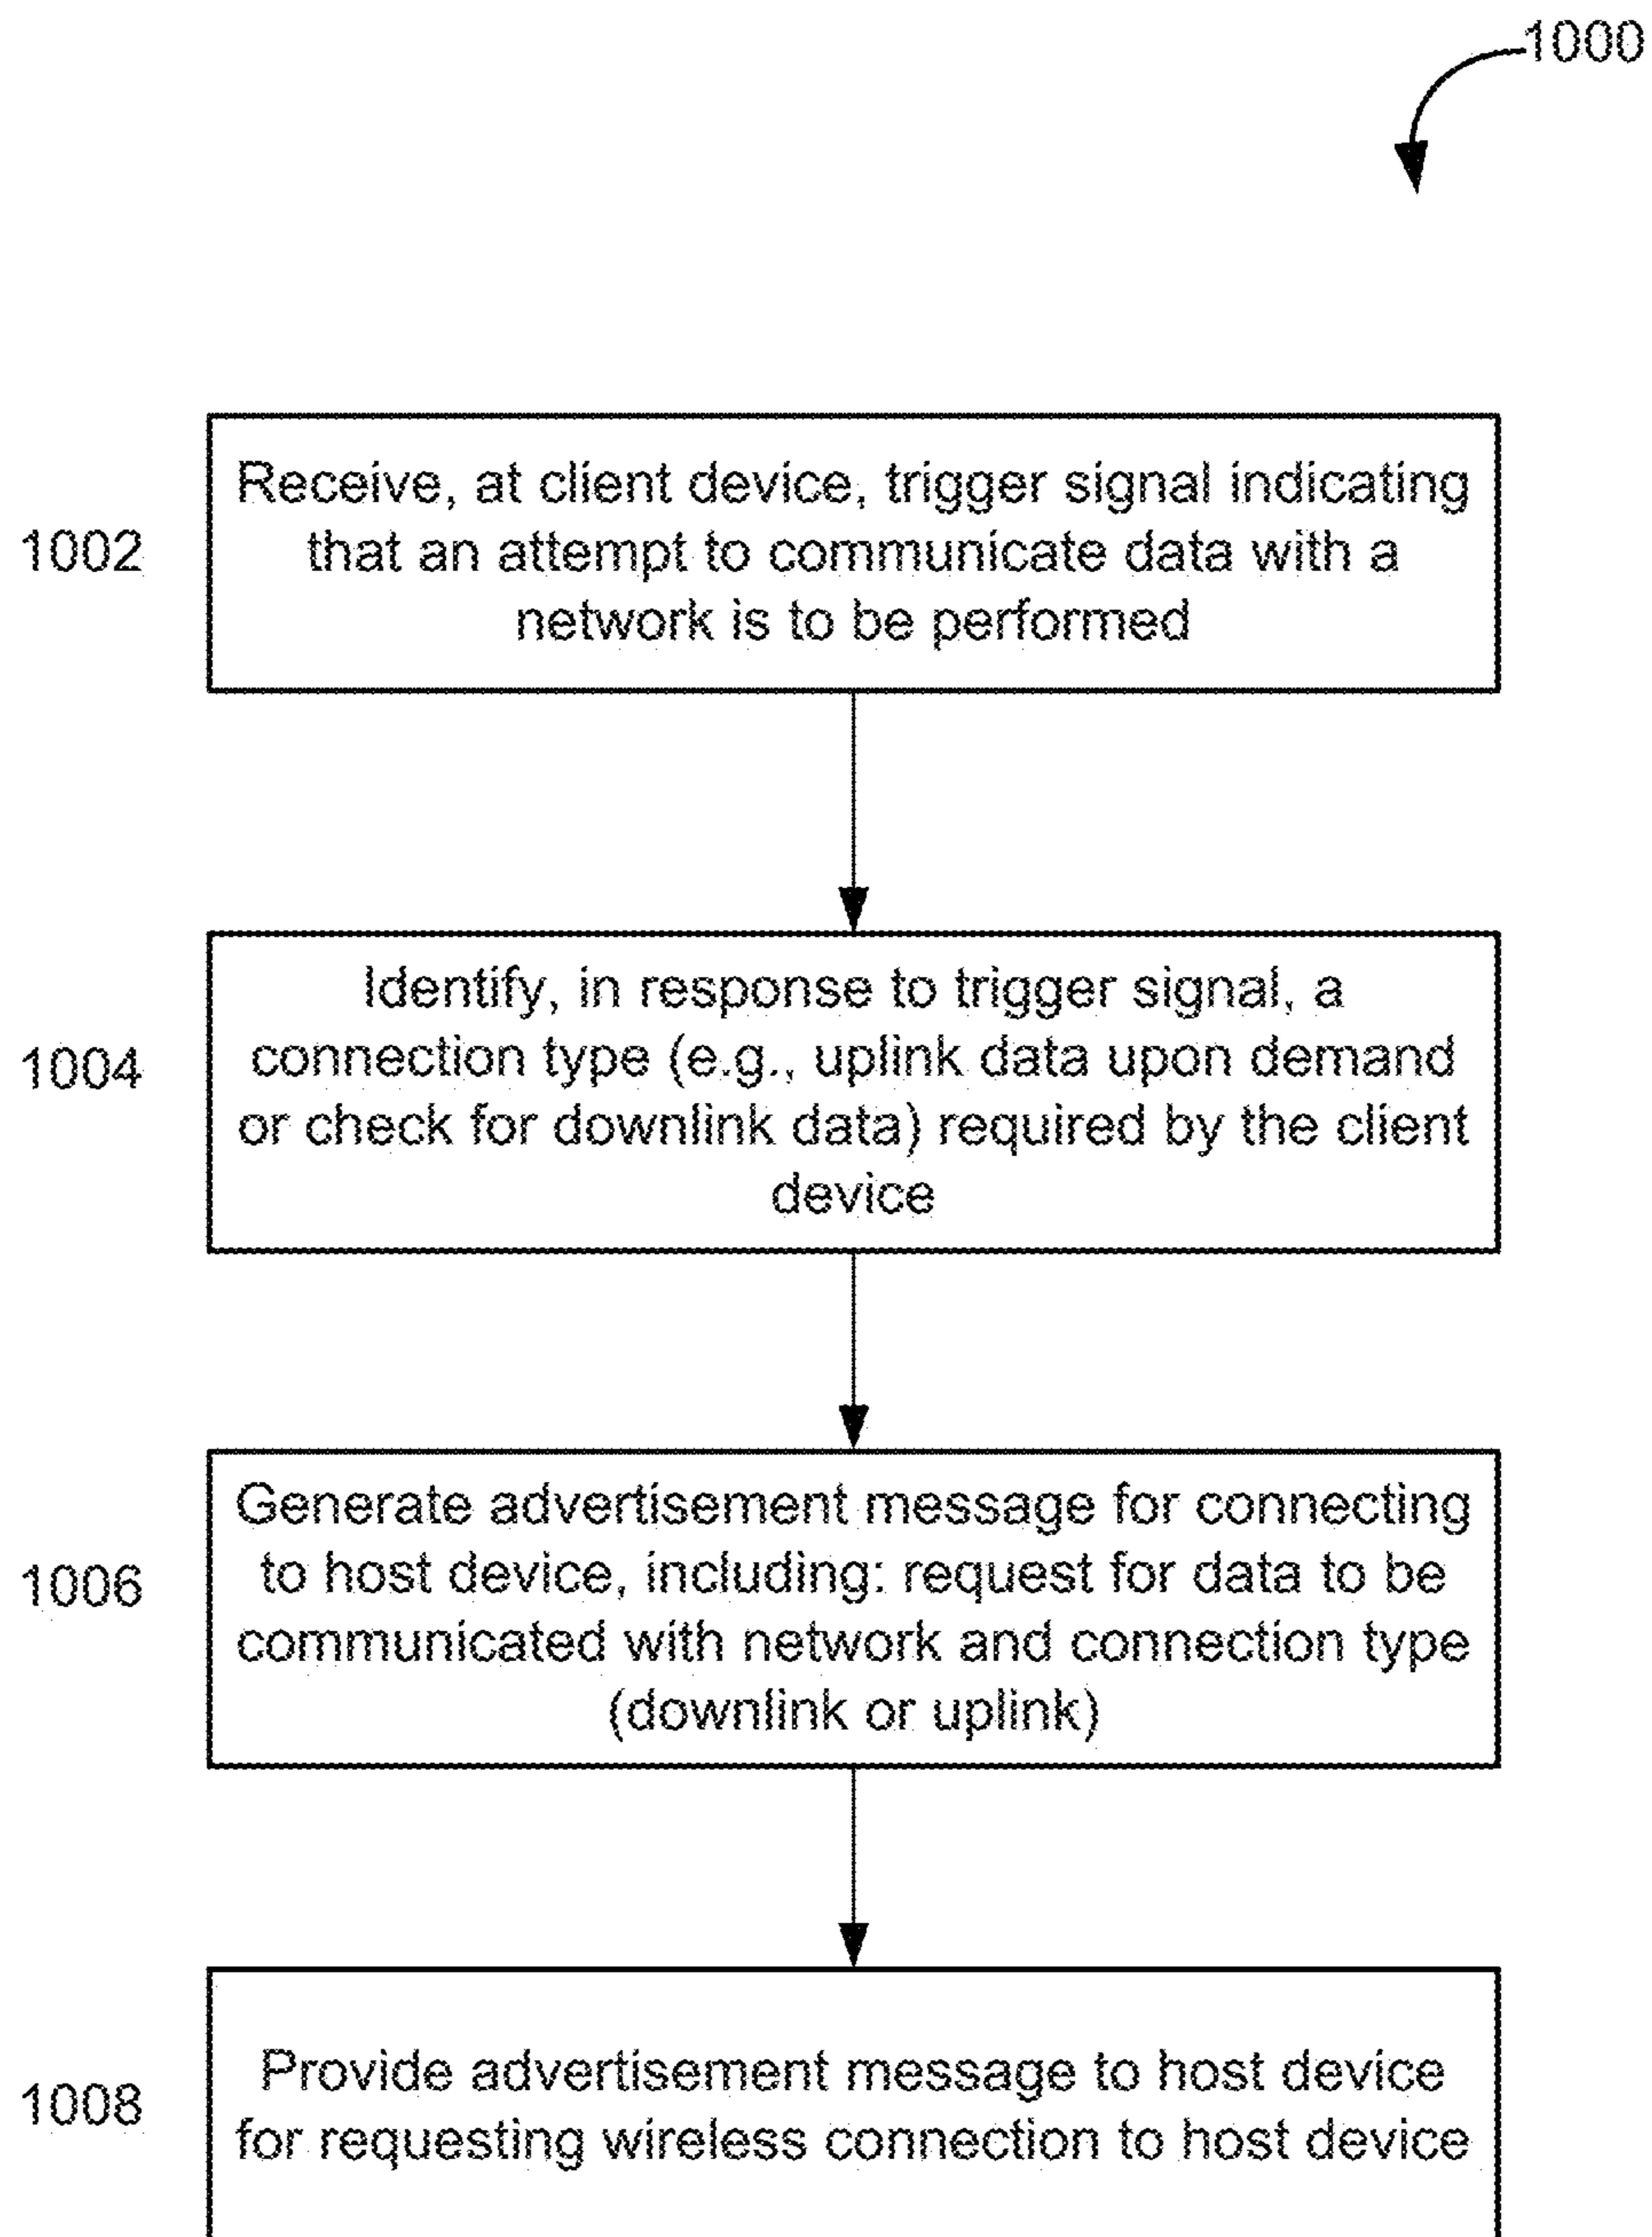 1000
Receive, at client device, trigger signal indicating
that an attempt to communicate data with a
network is to be performed
1002
Identify, in response to trigger signal, a
connection type (e.g., uplink data upon demand
or check for downlink data) required by the client
device
1004
Generate advertisement message for connecting
to host device, including: request for data to be
communicated with network and connection type
(downlink or uplink)
1006
Provide advertisement message to host device
for requesting wireless connection to host device
1008